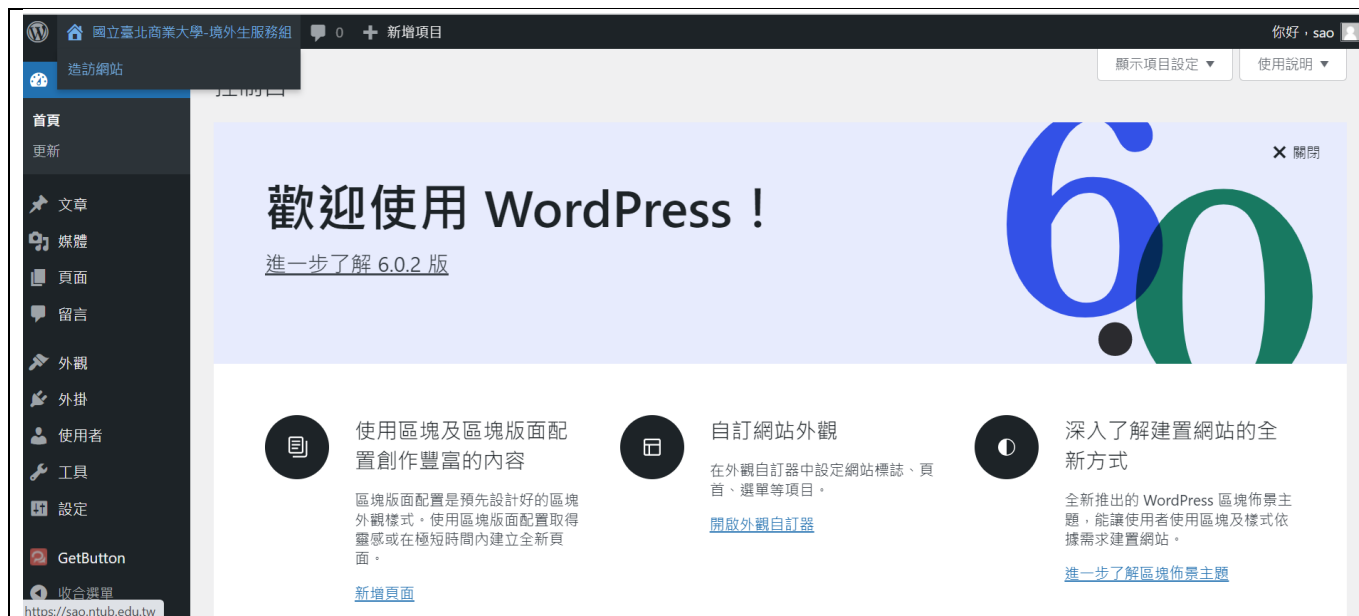 國立臺北商業大學-境外生服務組 0 新增項目 你好，sao
造訪網站
顯示項目設定 ▼ 使用說明 ▼
首頁
更新
文章
媒體
頁面
留言
外觀
外掛
使用者
工具
設定
GetButton
收合選單
https://sao.ntub.edu.tw
6.0
關閉
歡迎使用 WordPress！
進一步了解 6.0.2 版
使用區塊及區塊版面配
置創作豐富的內容
區塊版面配置是預先設計好的區塊
外觀樣式。使用區塊版面配置取得
靈感或在極短時間內建立全新頁
面。
新增頁面
自訂網站外觀
在外觀自訂器中設定網站標誌、頁
首、選單等項目。
開啟外觀自訂器
深入了解建置網站的全
新方式
全新推出的 WordPress 區塊佈景主
題，能讓使用者使用區塊及樣式依
據需求建置網站。
進一步了解區塊佈景主題